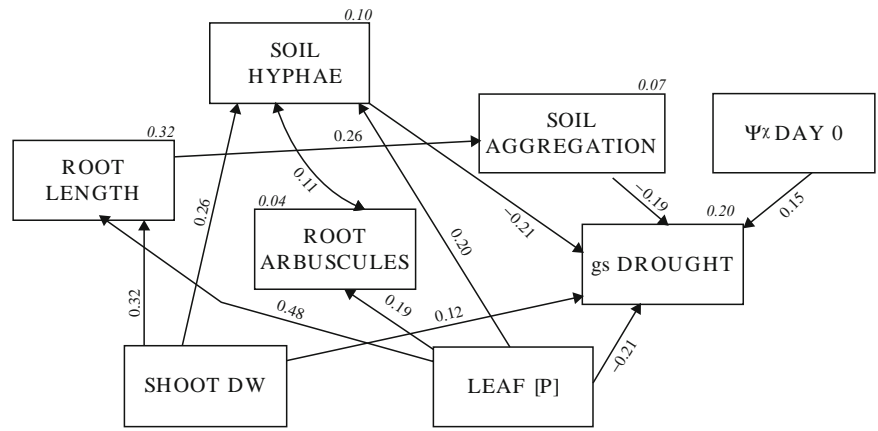 0.10
SOIL
HYPHAE
0.07
SOIL
AGGREGATION
Ψχ DAY 0
0.32
ROOT
LENGTH
0.26
0.11
0.26
0.04
ROOT
ARBUSCULES
−0.21
−0.19
0.15
0.20
gs DROUGHT
0.20
0.32
0.48
0.19
0.12
−0.21
SHOOT DW
LEAF [P]